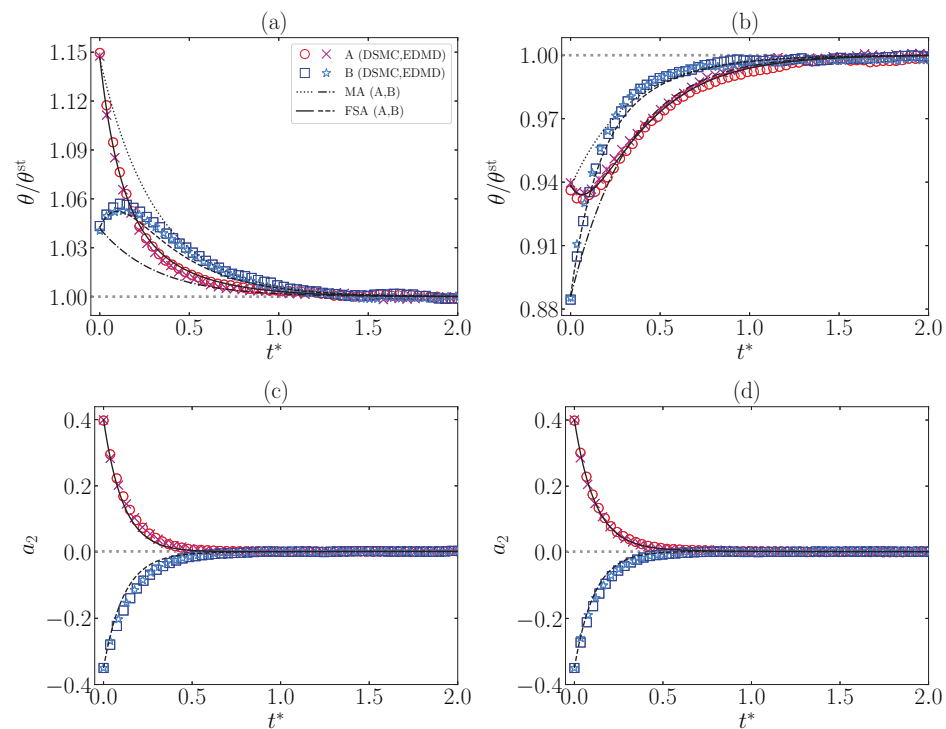 (a)
(b)
1.15
1.12
1.09
1.06
1.03
1.00
θ/θ^st
0.0
0.5
1.0
1.5
2.0
t*
A (DSMC,EDMD)
B (DSMC,EDMD)
MA (A,B)
FSA (A,B)
1.00
0.97
0.94
0.91
0.88
θ/θ^st
0.0
0.5
1.0
1.5
2.0
t*
(c)
(d)
0.4
0.2
0.0
−0.2
−0.4
a₂
0.0
0.5
1.0
1.5
2.0
t*
0.4
0.2
0.0
−0.2
−0.4
a₂
0.0
0.5
1.0
1.5
2.0
t*